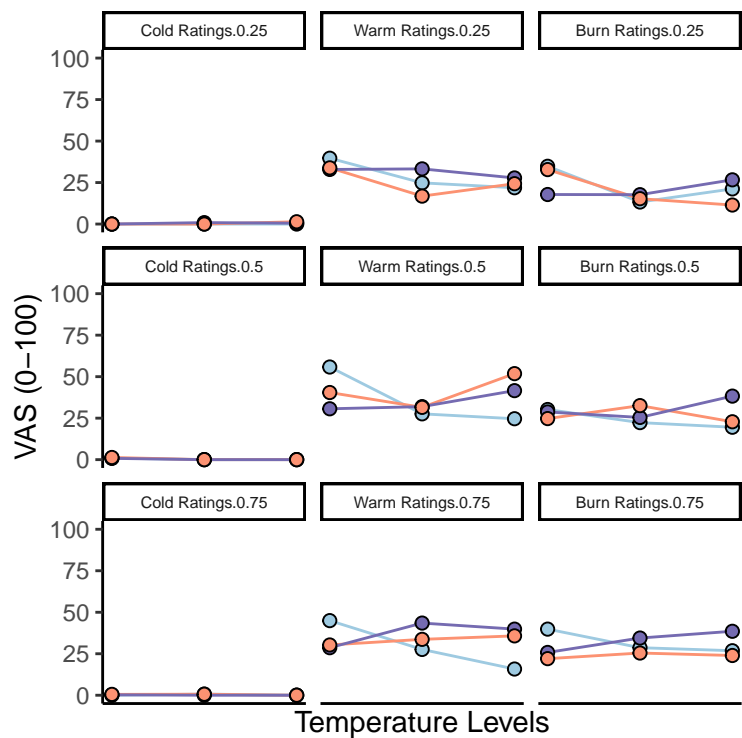 Cold Ratings.0.25
Warm Ratings.0.25
Burn Ratings.0.25
100
75
50
25
0
Cold Ratings.0.5
Warm Ratings.0.5
Burn Ratings.0.5
100
75
50
25
0
Cold Ratings.0.75
Warm Ratings.0.75
Burn Ratings.0.75
100
75
50
25
0
VAS (0−100)
Temperature Levels